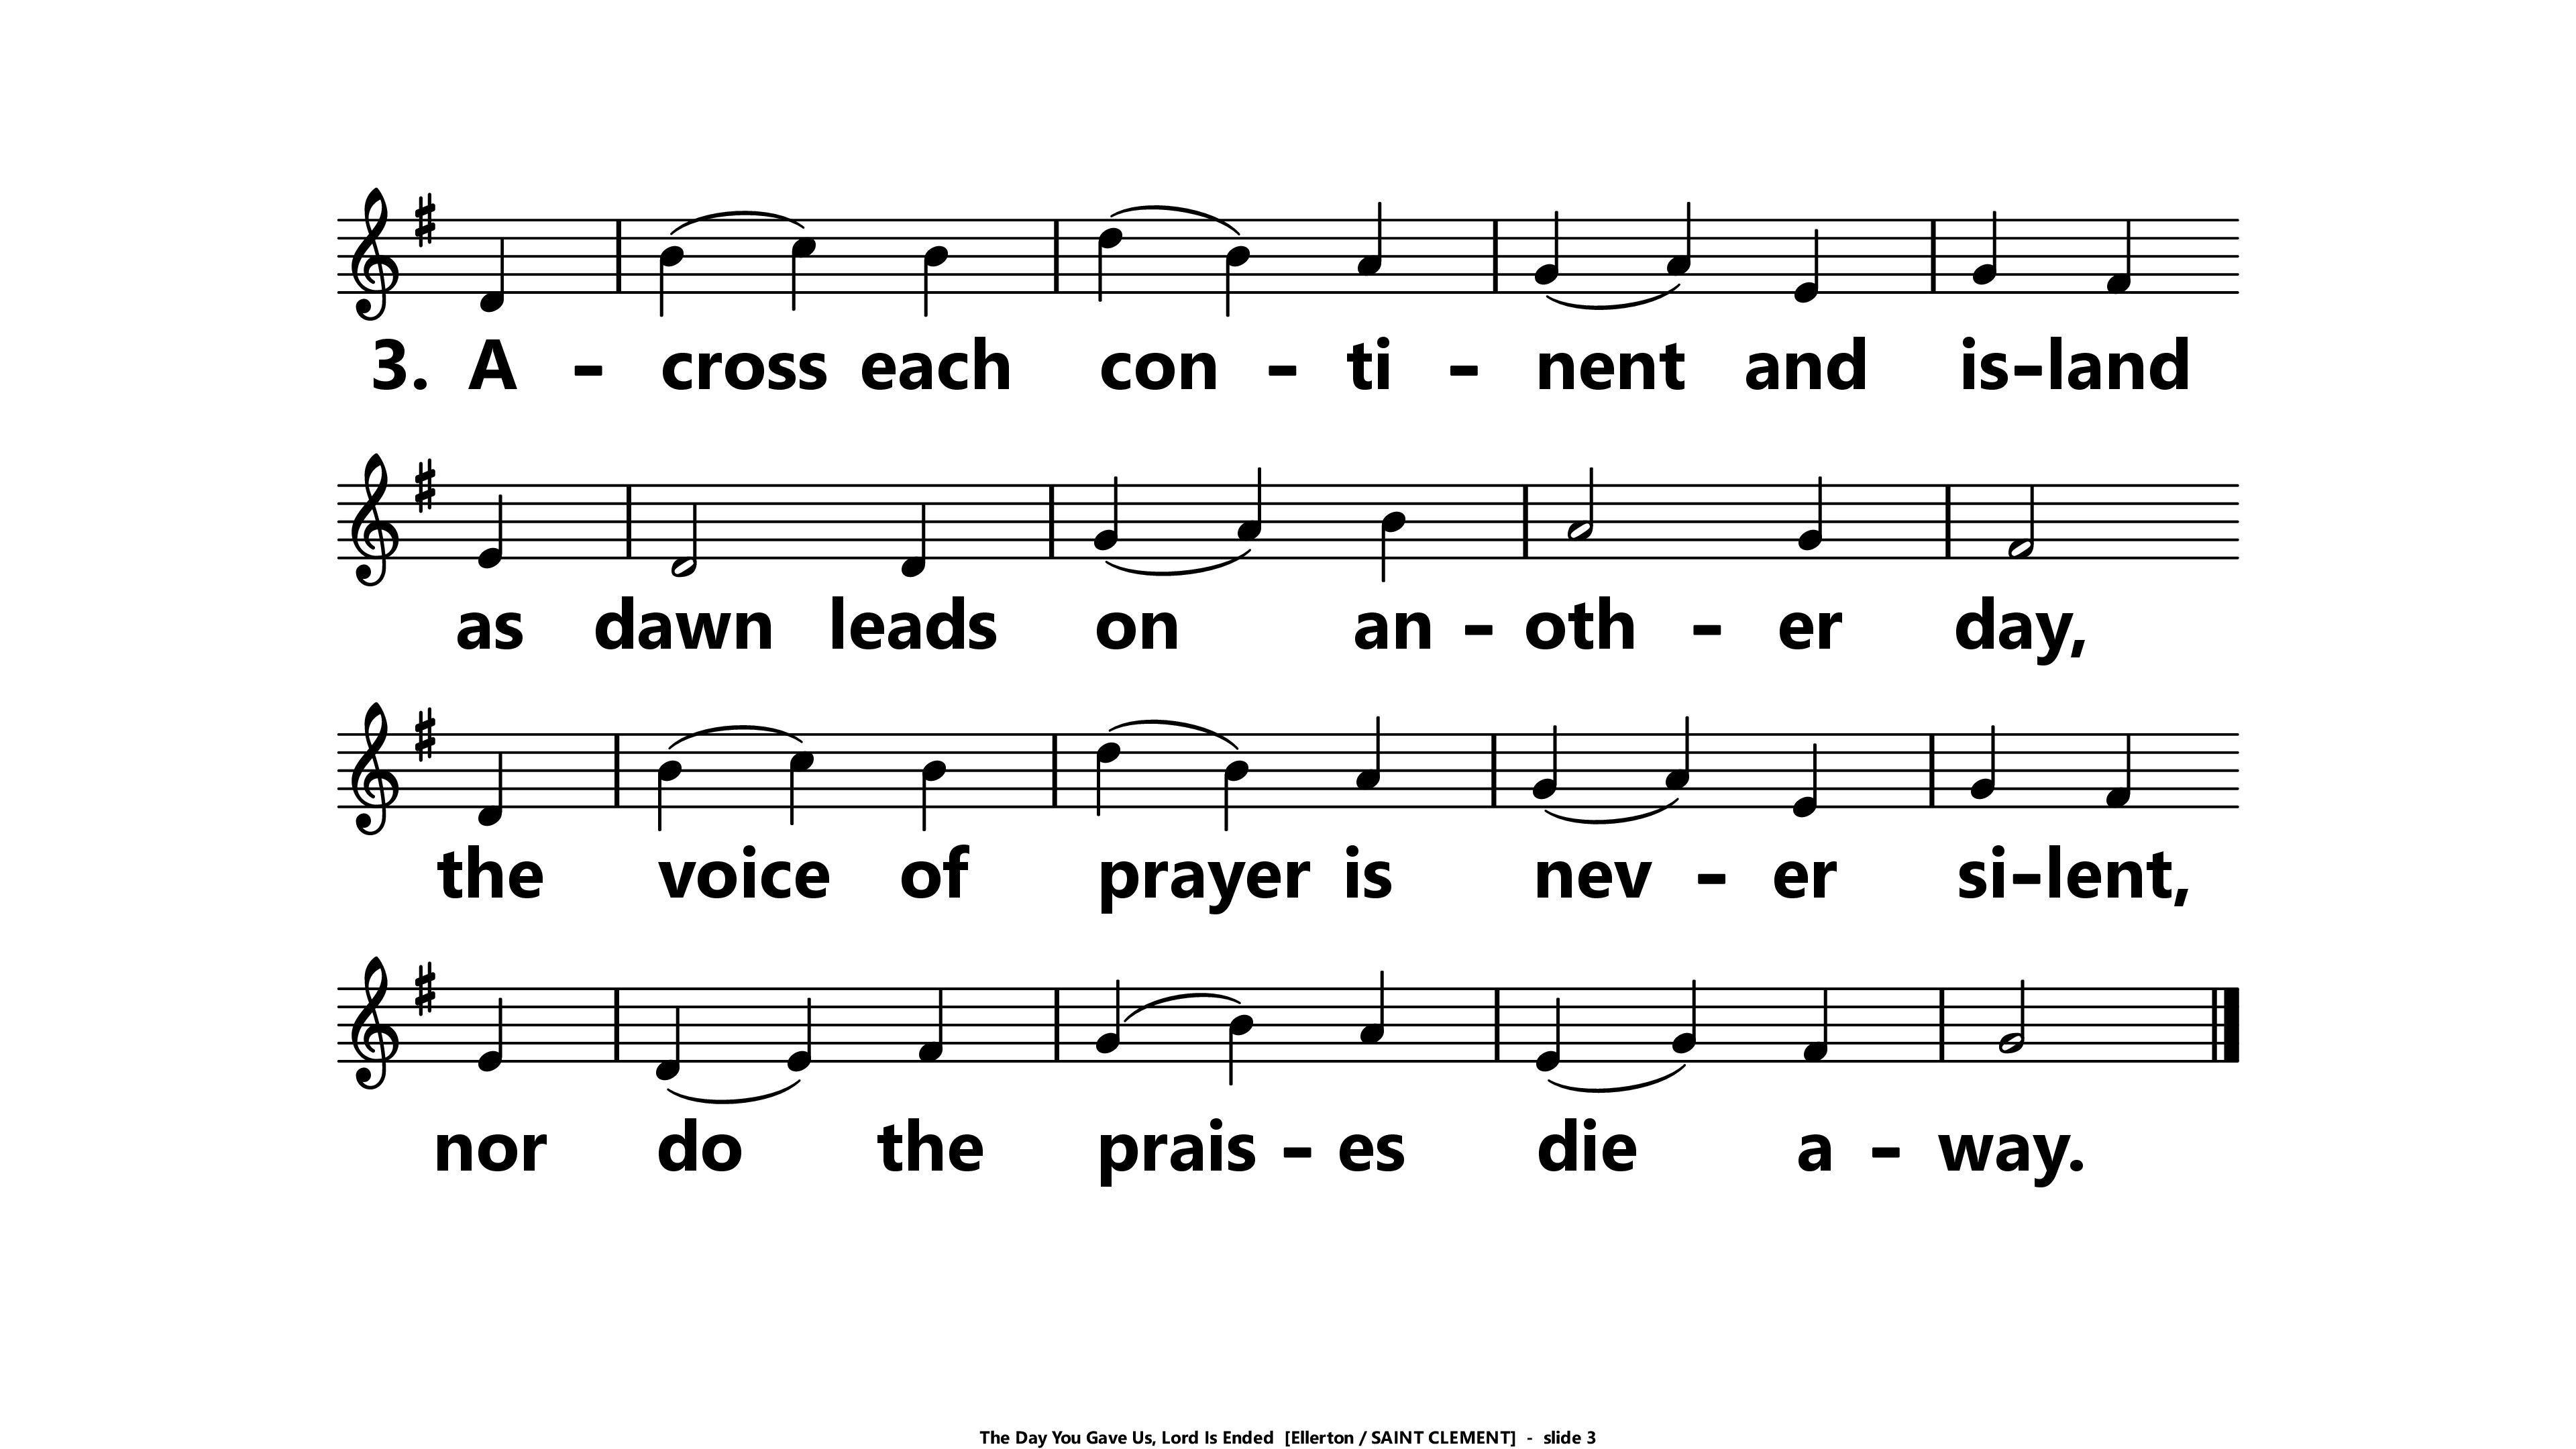 3. A - cross each con - ti - nent and is-land
as dawn leads on an - oth - er day,
the voice of prayer is nev - er si-lent,
nor do the prais - es die a - way.
The Day You Gave Us, Lord Is Ended [Ellerton / SAINT CLEMENT] - slide 3